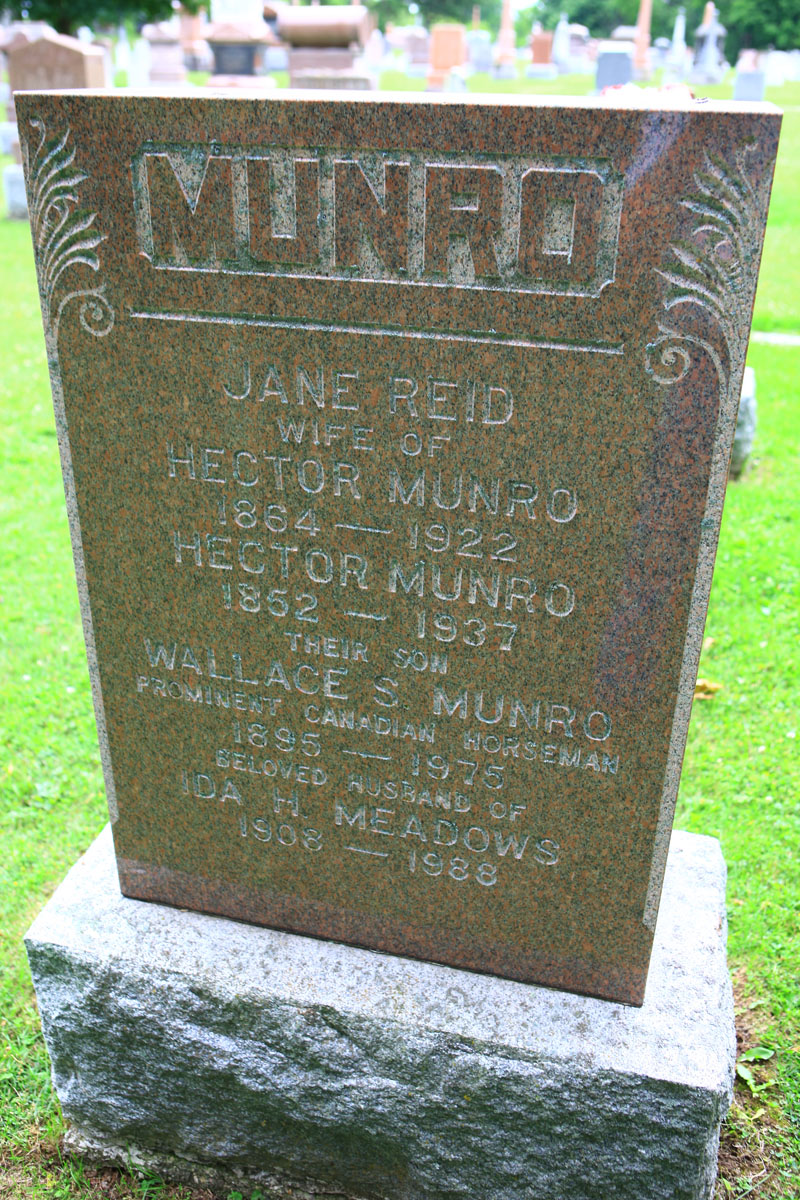 MUNRO
JANE REID
WIFE OF
HECTOR MUNRO
1864 — 1922
HECTOR MUNRO
1852 — 1937
THEIR SON
WALLACE S. MUNRO
PROMINENT CANADIAN HORSEMAN
1895 — 1975
BELOVED HUSBAND OF
IDA H. MEADOWS
1908 — 1988